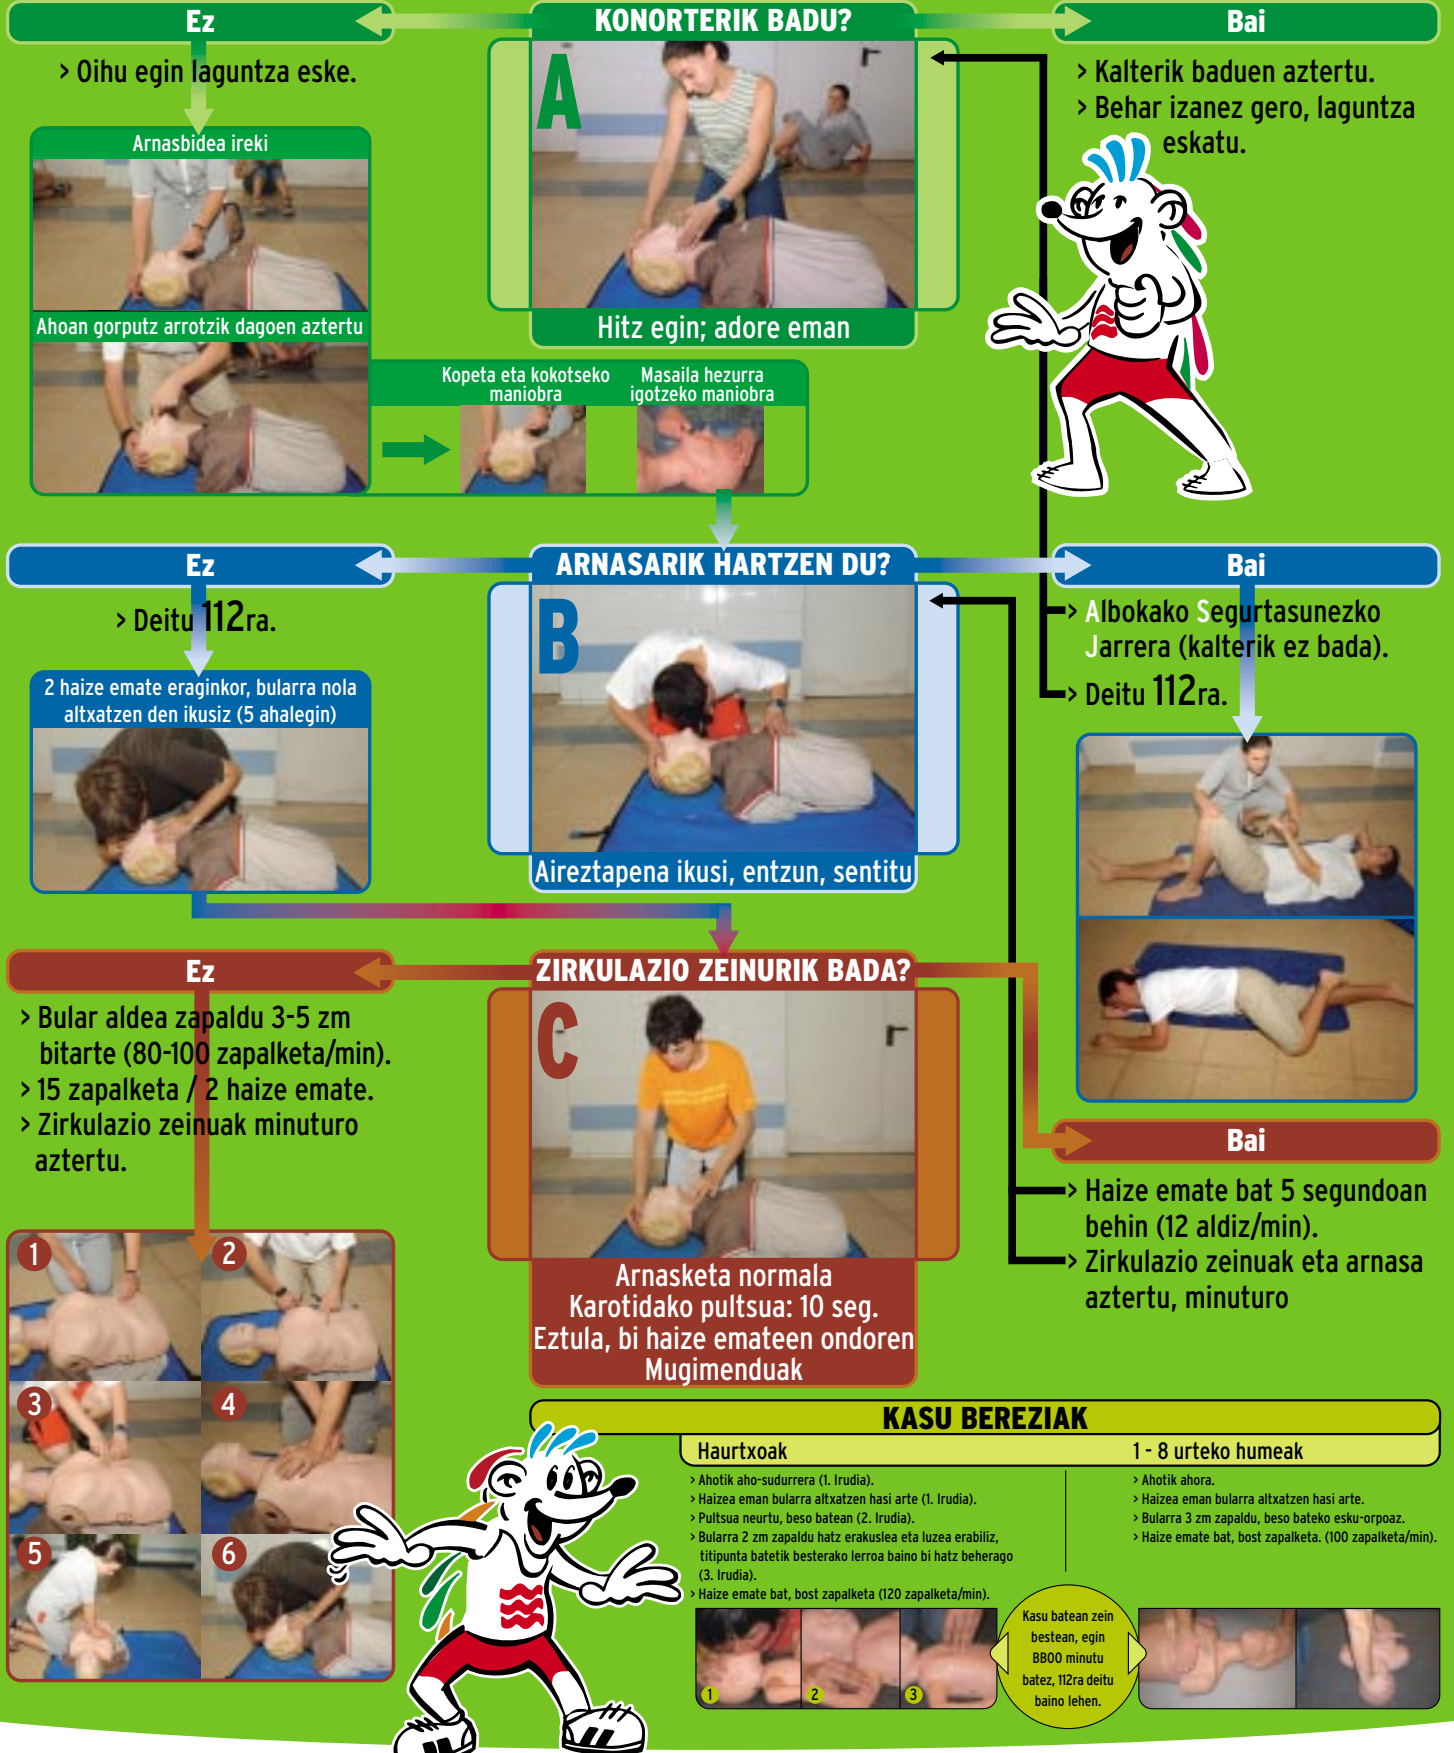 KONORTERIK BADU?
A
Hitz egin; adore eman
Ez
> Oihu egin laguntza eske.
Arnasbidea ireki
Ahoan gorputz arrotzik dagoen aztertu
Kopeta eta kokotseko
maniobra
Masaila hezurra
igotzeko maniobra
Bai
> Kalterik baduen aztertu.
> Behar izanez gero, laguntza
eskatu.
ARNASARIK HARTZEN DU?
B
Aireztapena ikusi, entzun, sentitu
Ez
> Deitu 112ra.
2 haize emate eraginkor, bularra nola
altxatzen den ikusiz (5 ahalegin)
Bai
> Albokako Segurtasunezko
Jarrera (kalterik ez bada).
> Deitu 112ra.
ZIRKULAZIO ZEINURIK BADA?
C
Arnasketa normala
Karotidako pultsua: 10 seg.
Eztula, bi haize emateen ondoren
Mugimenduak
Ez
> Bular aldea zapaldu 3-5 zm
bitarte (80-100 zapalketa/min).
> 15 zapalketa / 2 haize emate.
> Zirkulazio zeinuak minuturo
aztertu.
1
2
3
4
5
6
Bai
> Haize emate bat 5 segundoan
behin (12 aldiz/min).
> Zirkulazio zeinuak eta arnasa
aztertu, minuturo
KASU BEREZIAK
Haurtxoak
> Ahotik aho-sudurrera (1. Irudia).
> Haizea eman bularra altxatzen hasi arte (1. Irudia).
> Pultsua neurtu, beso batean (2. Irudia).
> Bularra 2 zm zapaldu hatz erakuslea eta luzea erabiliz,
titipunta batetik besterako lerroa baino bi hatz beherago
(3. Irudia).
> Haize emate bat, bost zapalketa (120 zapalketa/min).
1
2
3
1 - 8 urteko humeak
> Ahotik ahora.
> Haizea eman bularra altxatzen hasi arte.
> Bularra 3 zm zapaldu, beso bateko esku-orpoaz.
> Haize emate bat, bost zapalketa. (100 zapalketa/min).
Kasu batean zein
bestean, egin
BBOO minutu
batez, 112ra deitu
baino lehen.